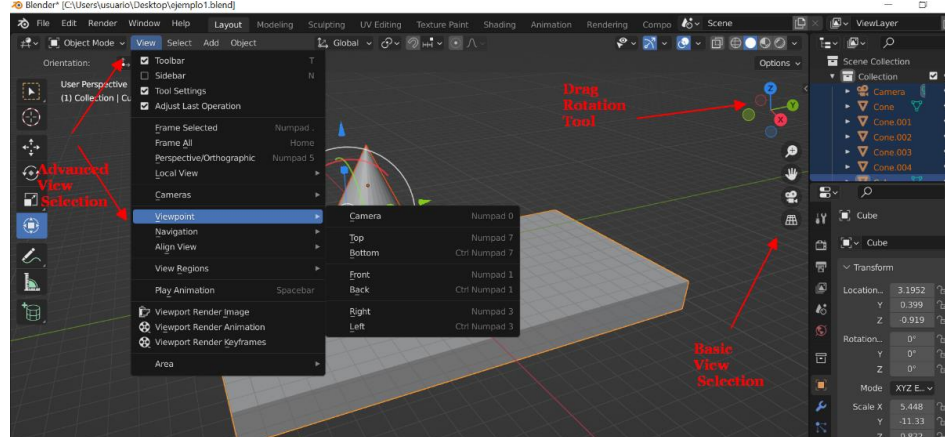 Blender* [C:\Users\usuario\Desktop\ejemplo1.blend]
File Edit Render Window Help Layout Modeling Sculpting UV Editing Texture Paint Shading Animation Rendering Compo Scene ViewLayer
Object Mode View Select Add Object Global
Orientation: Options
User Perspective
(1) Collection | Cu
Toolbar T
Sidebar N
Tool Settings
Adjust Last Operation
Frame Selected Numpad .
Frame All Home
Perspective/Orthographic Numpad 5
Local View
Cameras
Viewpoint
Navigation
Align View
View Regions
Play Animation Spacebar
Viewport Render Image
Viewport Render Animation
Viewport Render Keyframes
Area
Camera Numpad 0
Top Numpad 7
Bottom Ctrl Numpad 7
Front Numpad 1
Back Ctrl Numpad 1
Right Numpad 3
Left Ctrl Numpad 3
Advanced
View
Selection
Drag
Rotation
Tool
Z
Y
X
Basic
View
Selection
Scene Collection
Collection
Camera
Cone
Cone.001
Cone.002
Cone.003
Cone.004
Cube
Cube
Transform
Location... 3.1952
Y 0.399
Z -0.919
Rotation... 0°
Y 0°
Z 0°
Mode XYZ E...
Scale X 5.448
Y -11.33
Z 0.822